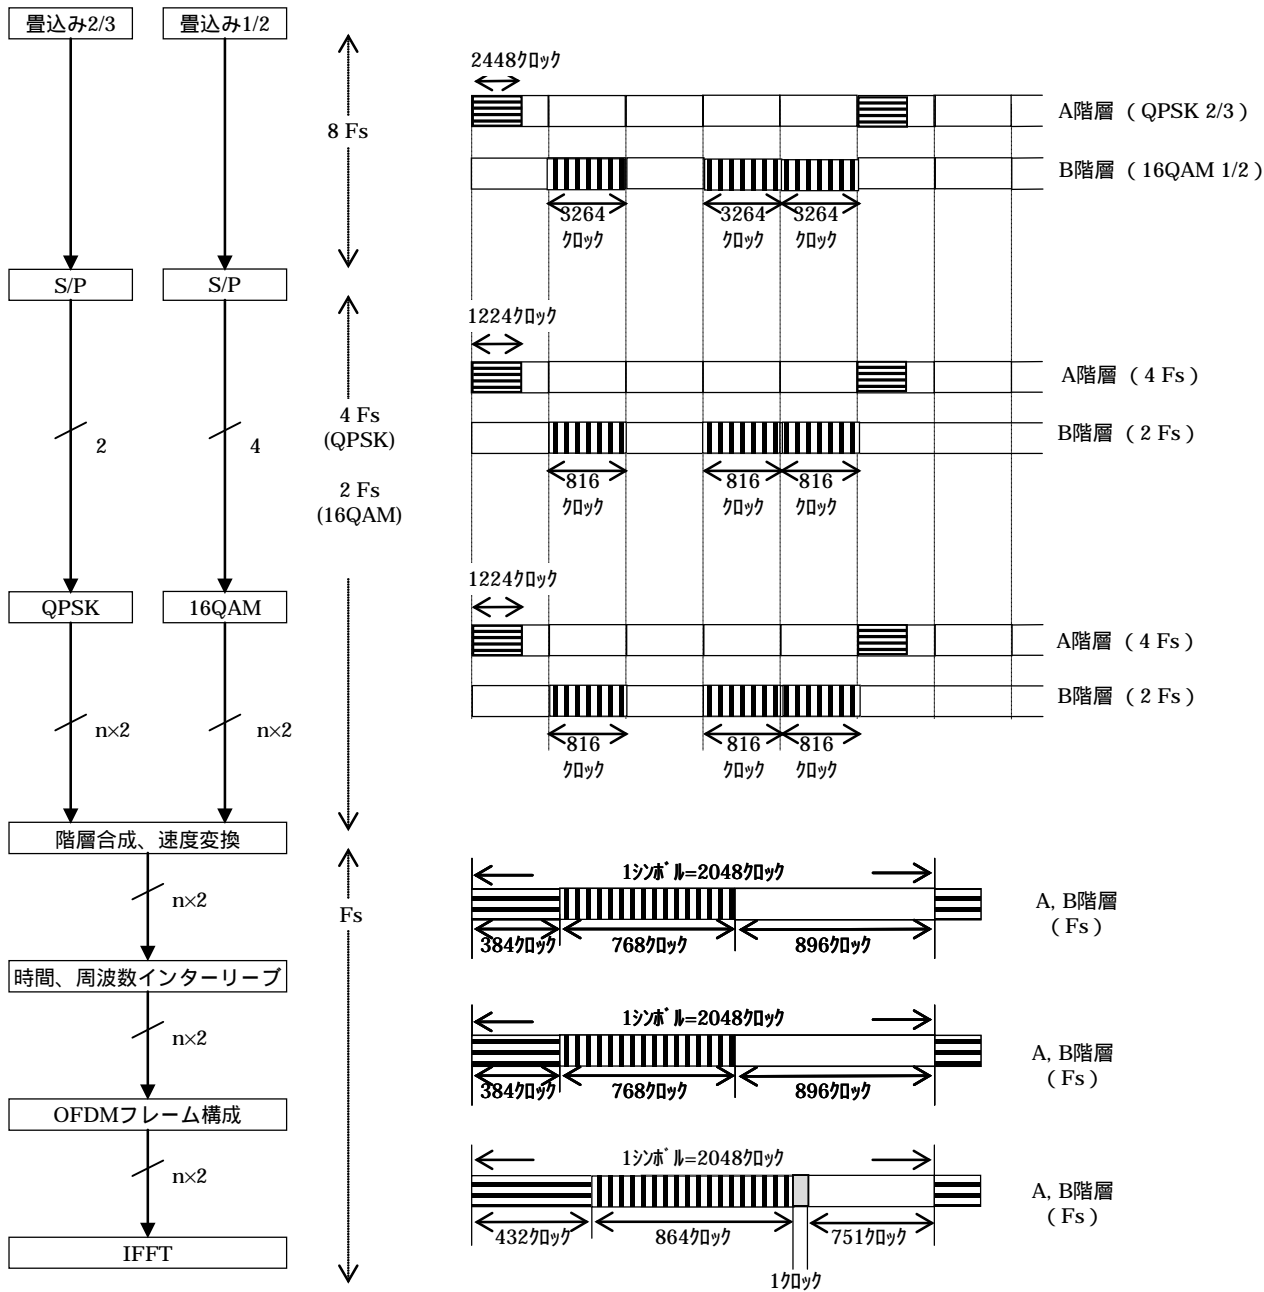 畳込み2/3
畳込み1/2
8 Fs
2448ｸﾛｯｸ
A階層 （ QPSK 2/3 ）
B階層 （ 16QAM 1/2 ）
3264
ｸﾛｯｸ
3264
ｸﾛｯｸ
3264
ｸﾛｯｸ
S/P
S/P
1224ｸﾛｯｸ
2
4
4 Fs
(QPSK)
2 Fs
(16QAM)
A階層 （ 4 Fs ）
B階層 （ 2 Fs ）
816
ｸﾛｯｸ
816
ｸﾛｯｸ
816
ｸﾛｯｸ
1224ｸﾛｯｸ
QPSK
16QAM
A階層 （ 4 Fs ）
B階層 （ 2 Fs ）
n×2
n×2
816
ｸﾛｯｸ
816
ｸﾛｯｸ
816
ｸﾛｯｸ
階層合成、速度変換
n×2
Fs
1ｼﾝﾎﾞﾙ=2048ｸﾛｯｸ
384ｸﾛｯｸ
768ｸﾛｯｸ
896ｸﾛｯｸ
A, B階層
（ Fs ）
時間、周波数インターリーブ
n×2
1ｼﾝﾎﾞﾙ=2048ｸﾛｯｸ
384ｸﾛｯｸ
768ｸﾛｯｸ
896ｸﾛｯｸ
A, B階層
（ Fs ）
OFDMフレーム構成
n×2
1ｼﾝﾎﾞﾙ=2048ｸﾛｯｸ
432ｸﾛｯｸ
864ｸﾛｯｸ
751ｸﾛｯｸ
A, B階層
（ Fs ）
IFFT
1ｸﾛｯｸ